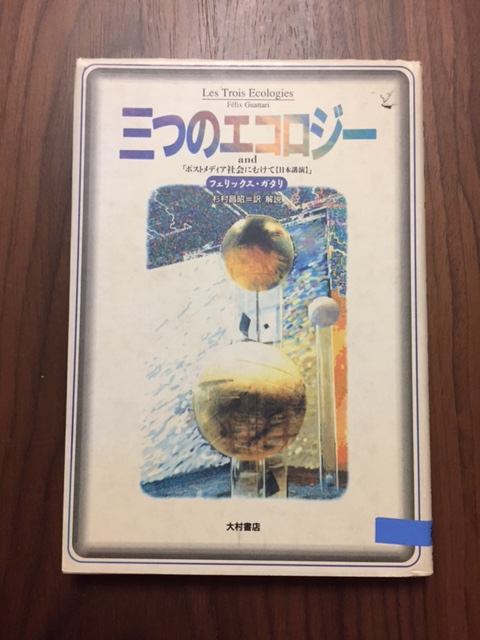 Les Trois Ecologies
Félix Guattari
三つのエコロジー
and
「ポストメディア社会にむけて【日本講演】」
フェリックス・ガタリ
杉村昌昭=訳 解説
大村書店